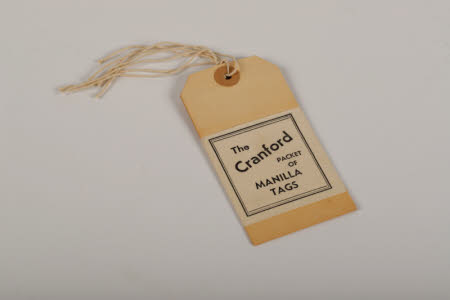 The
Cranford
PACKET
OF
MANILLA
TAGS